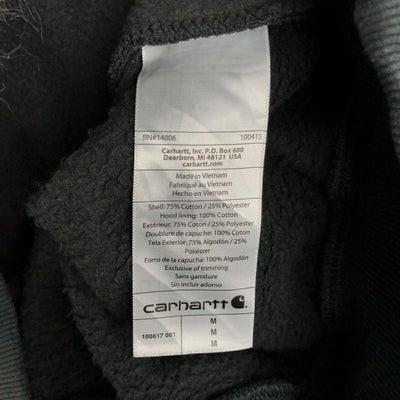 RN#14806 100415
Carhartt, Inc. P.O. Box 600
Dearborn, MI 48121 USA
carhartt.com
Made in Vietnam
Fabriqué au Vietnam
Hecho en Vietnam
Shell: 75% Cotton / 25% Polyester
Hood lining: 100% Cotton
Extérieur: 75% Coton / 25% Polyester
Doublure de capuche: 100% Coton
Tela Exterior: 75% Algodón / 25%
Poliéster
Forro de la capucha: 100% Algodón
Exclusive of trimming
Sans garniture
Sin incluir adorno
carhartt
100617 001 M
M
M